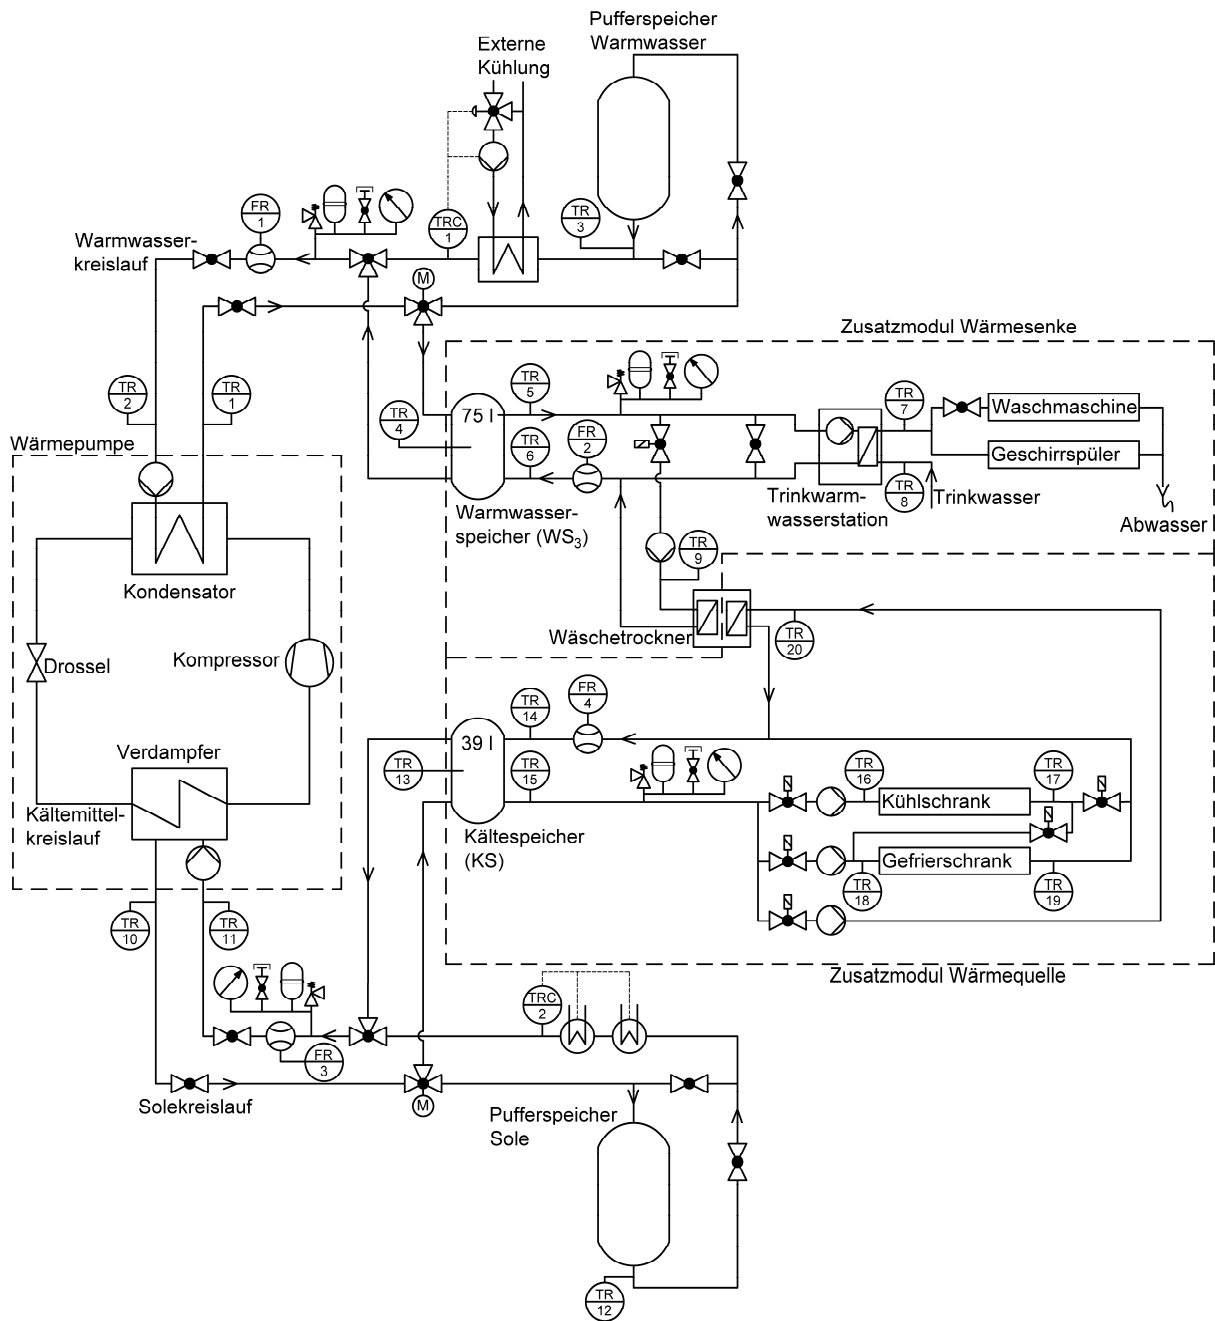 Pufferspeicher
Warmwasser
Externe
Kühlung
FR
1
TRC
1
TR
3
Warmwasser-
kreislauf
M
Zusatzmodul Wärmesenke
TR
2
TR
1
TR
5
TR
4
75 l
TR
6
FR
2
TR
7
Waschmaschine
Geschirrspüler
TR
8
Trinkwasser
Abwasser
Trinkwarm-
wasserstation
Warmwasser-
speicher (WS3)
Wärmepumpe
Kondensator
TR
9
Wäschetrockner
TR
20
Drossel
Kompressor
Verdampfer
Kältemittel-
kreislauf
TR
14
FR
4
TR
13
39 l
TR
15
Kältespeicher
(KS)
TR
16
TR
17
Kühlschrank
Gefrierschrank
TR
18
TR
19
TR
10
TR
11
Zusatzmodul Wärmequelle
TRC
2
FR
3
M
Solekreislauf
Pufferspeicher
Sole
TR
12